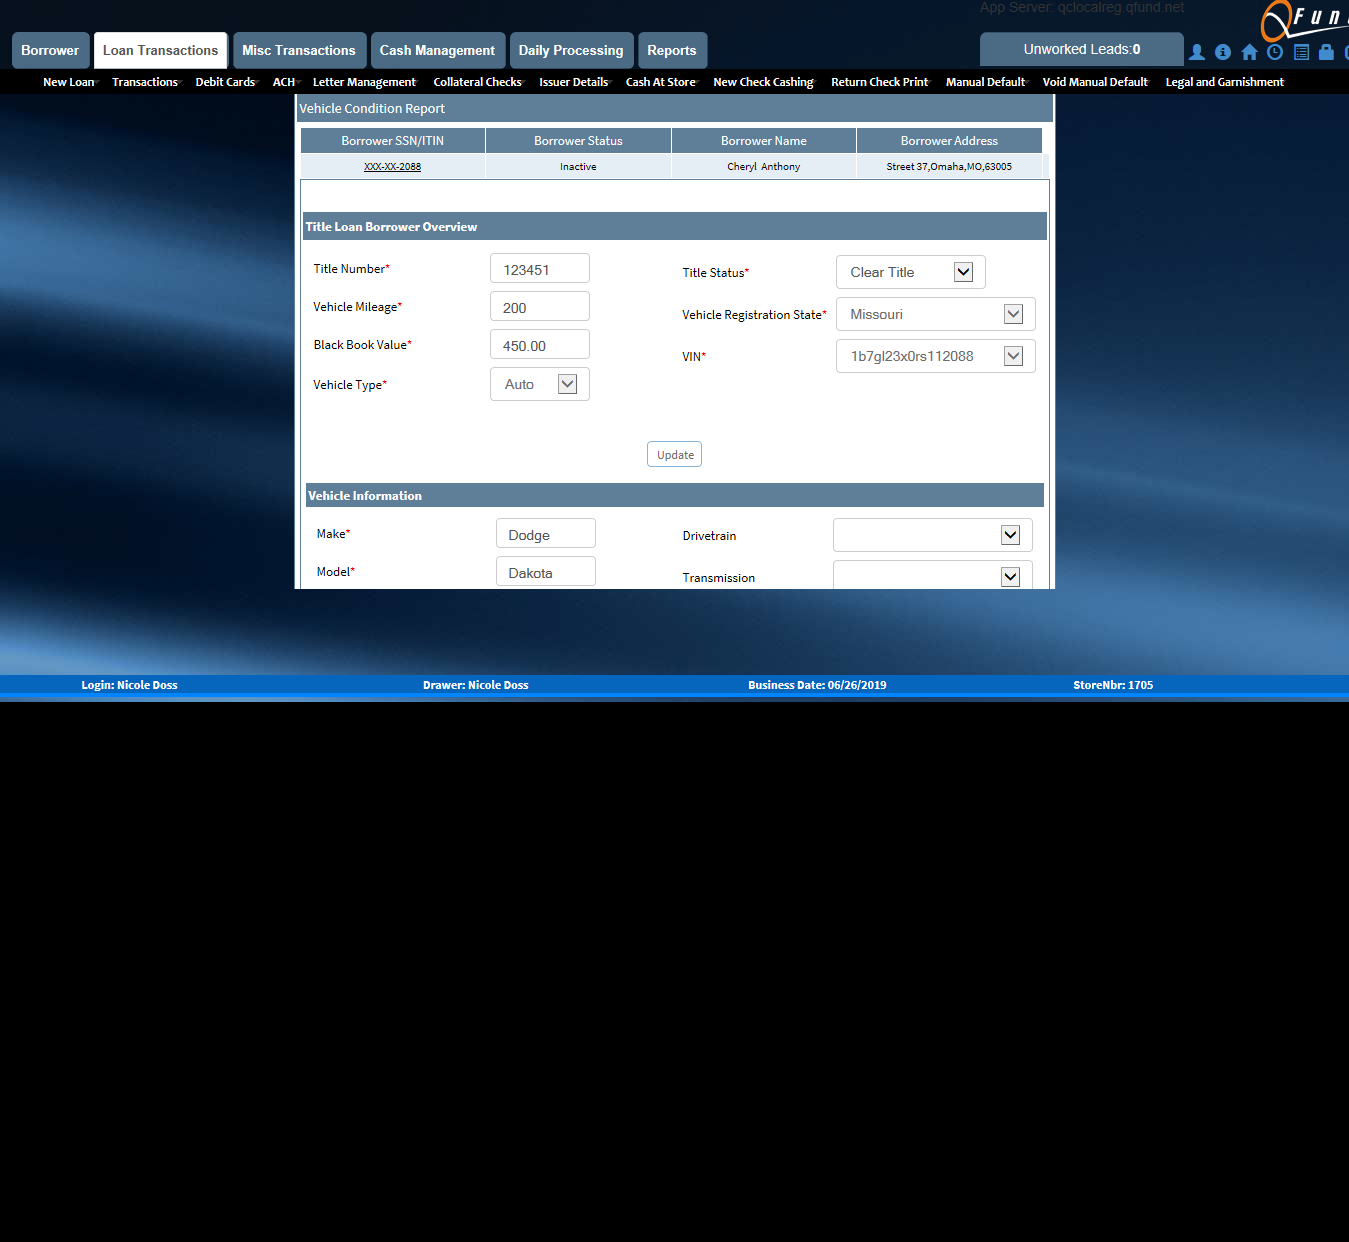 App Server: qclocalreg.qfund.net
QFun
Borrower Loan Transactions Misc Transactions Cash Management Daily Processing Reports Unworked Leads:0
New Loan Transactions Debit Cards ACH Letter Management Collateral Checks Issuer Details Cash At Store New Check Cashing Return Check Print Manual Default Void Manual Default Legal and Garnishment
Vehicle Condition Report
Borrower SSN/ITIN Borrower Status Borrower Name Borrower Address
XXX-XX-2088 Inactive Cheryl Anthony Street 37,Omaha,MO,63005
Title Loan Borrower Overview
Title Number* 123451 Title Status* Clear Title
Vehicle Mileage* 200 Vehicle Registration State* Missouri
Black Book Value* 450.00 VIN* 1b7gl23x0rs112088
Vehicle Type* Auto
Update
Vehicle Information
Make* Dodge Drivetrain
Model* Dakota Transmission
Login: Nicole Doss Drawer: Nicole Doss Business Date: 06/26/2019 StoreNbr: 1705